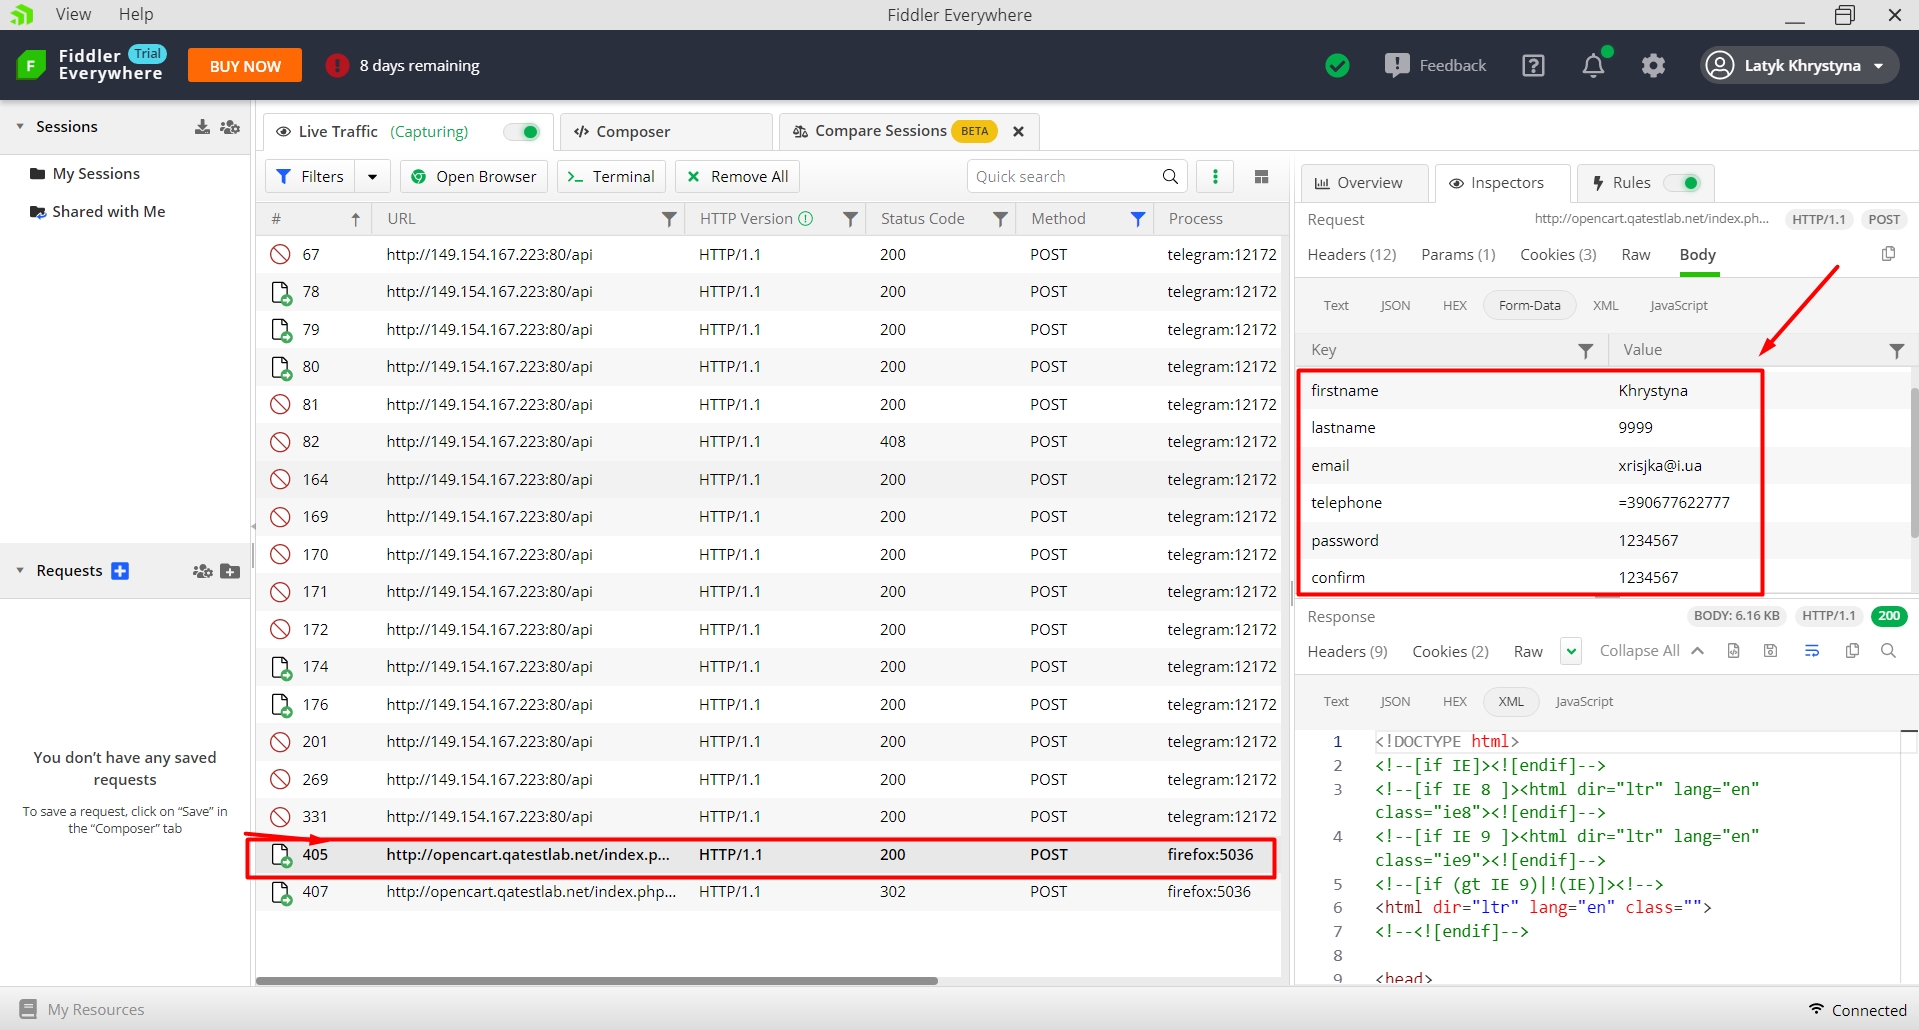 View Help Fiddler Everywhere
Fiddler Trial
Everywhere
BUY NOW
8 days remaining
Feedback
Latyk Khrystyna
Sessions
My Sessions
Shared with Me
Requests
You don't have any saved
requests
To save a request, click on “Save” in
the “Composer” tab
Live Traffic (Capturing)
Composer
Compare Sessions BETA
Filters Open Browser Terminal Remove All Quick search
# URL HTTP Version Status Code Method Process
67 http://149.154.167.223:80/api HTTP/1.1 200 POST telegram:12172
78 http://149.154.167.223:80/api HTTP/1.1 200 POST telegram:12172
79 http://149.154.167.223:80/api HTTP/1.1 200 POST telegram:12172
80 http://149.154.167.223:80/api HTTP/1.1 200 POST telegram:12172
81 http://149.154.167.223:80/api HTTP/1.1 200 POST telegram:12172
82 http://149.154.167.223:80/api HTTP/1.1 408 POST telegram:12172
164 http://149.154.167.223:80/api HTTP/1.1 200 POST telegram:12172
169 http://149.154.167.223:80/api HTTP/1.1 200 POST telegram:12172
170 http://149.154.167.223:80/api HTTP/1.1 200 POST telegram:12172
171 http://149.154.167.223:80/api HTTP/1.1 200 POST telegram:12172
172 http://149.154.167.223:80/api HTTP/1.1 200 POST telegram:12172
174 http://149.154.167.223:80/api HTTP/1.1 200 POST telegram:12172
176 http://149.154.167.223:80/api HTTP/1.1 200 POST telegram:12172
201 http://149.154.167.223:80/api HTTP/1.1 200 POST telegram:12172
269 http://149.154.167.223:80/api HTTP/1.1 200 POST telegram:12172
331 http://149.154.167.223:80/api HTTP/1.1 200 POST telegram:12172
405 http://opencart.qatestlab.net/index.p... HTTP/1.1 200 POST firefox:5036
407 http://opencart.qatestlab.net/index.php... HTTP/1.1 302 POST firefox:5036
Overview Inspectors Rules
Request http://opencart.qatestlab.net/index.ph... HTTP/1.1 POST
Headers (12) Params (1) Cookies (3) Raw Body
Text JSON HEX Form-Data XML JavaScript
Key Value
firstname Khrystyna
lastname 9999
email xrisjka@i.ua
telephone =390677622777
password 1234567
confirm 1234567
Response BODY: 6.16 KB HTTP/1.1 200
Headers (9) Cookies (2) Raw Collapse All
Text JSON HEX XML JavaScript
1 <!DOCTYPE html>
2 <!--[if IE]><![endif]-->
3 <!--[if IE 8 ]><html dir="ltr" lang="en"
class="ie8"><![endif]-->
4 <!--[if IE 9 ]><html dir="ltr" lang="en"
class="ie9"><![endif]-->
5 <!--[if (gt IE 9)|!(IE)]><!-->
6 <html dir="ltr" lang="en" class="">
7 <!--<![endif]-->
8
9 <head>
My Resources
Connected